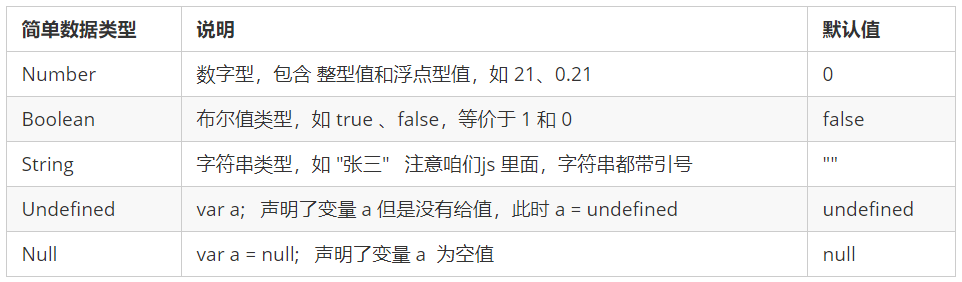 简单数据类型 说明 默认值
Number 数字型，包含 整型值和浮点型值，如 21、0.21 0
Boolean 布尔值类型，如 true 、false，等价于 1 和 0 false
String 字符串类型，如 "张三" 注意咱们js 里面，字符串都带引号 ""
Undefined var a; 声明了变量 a 但是没有给值，此时 a = undefined undefined
Null var a = null; 声明了变量 a 为空值 null